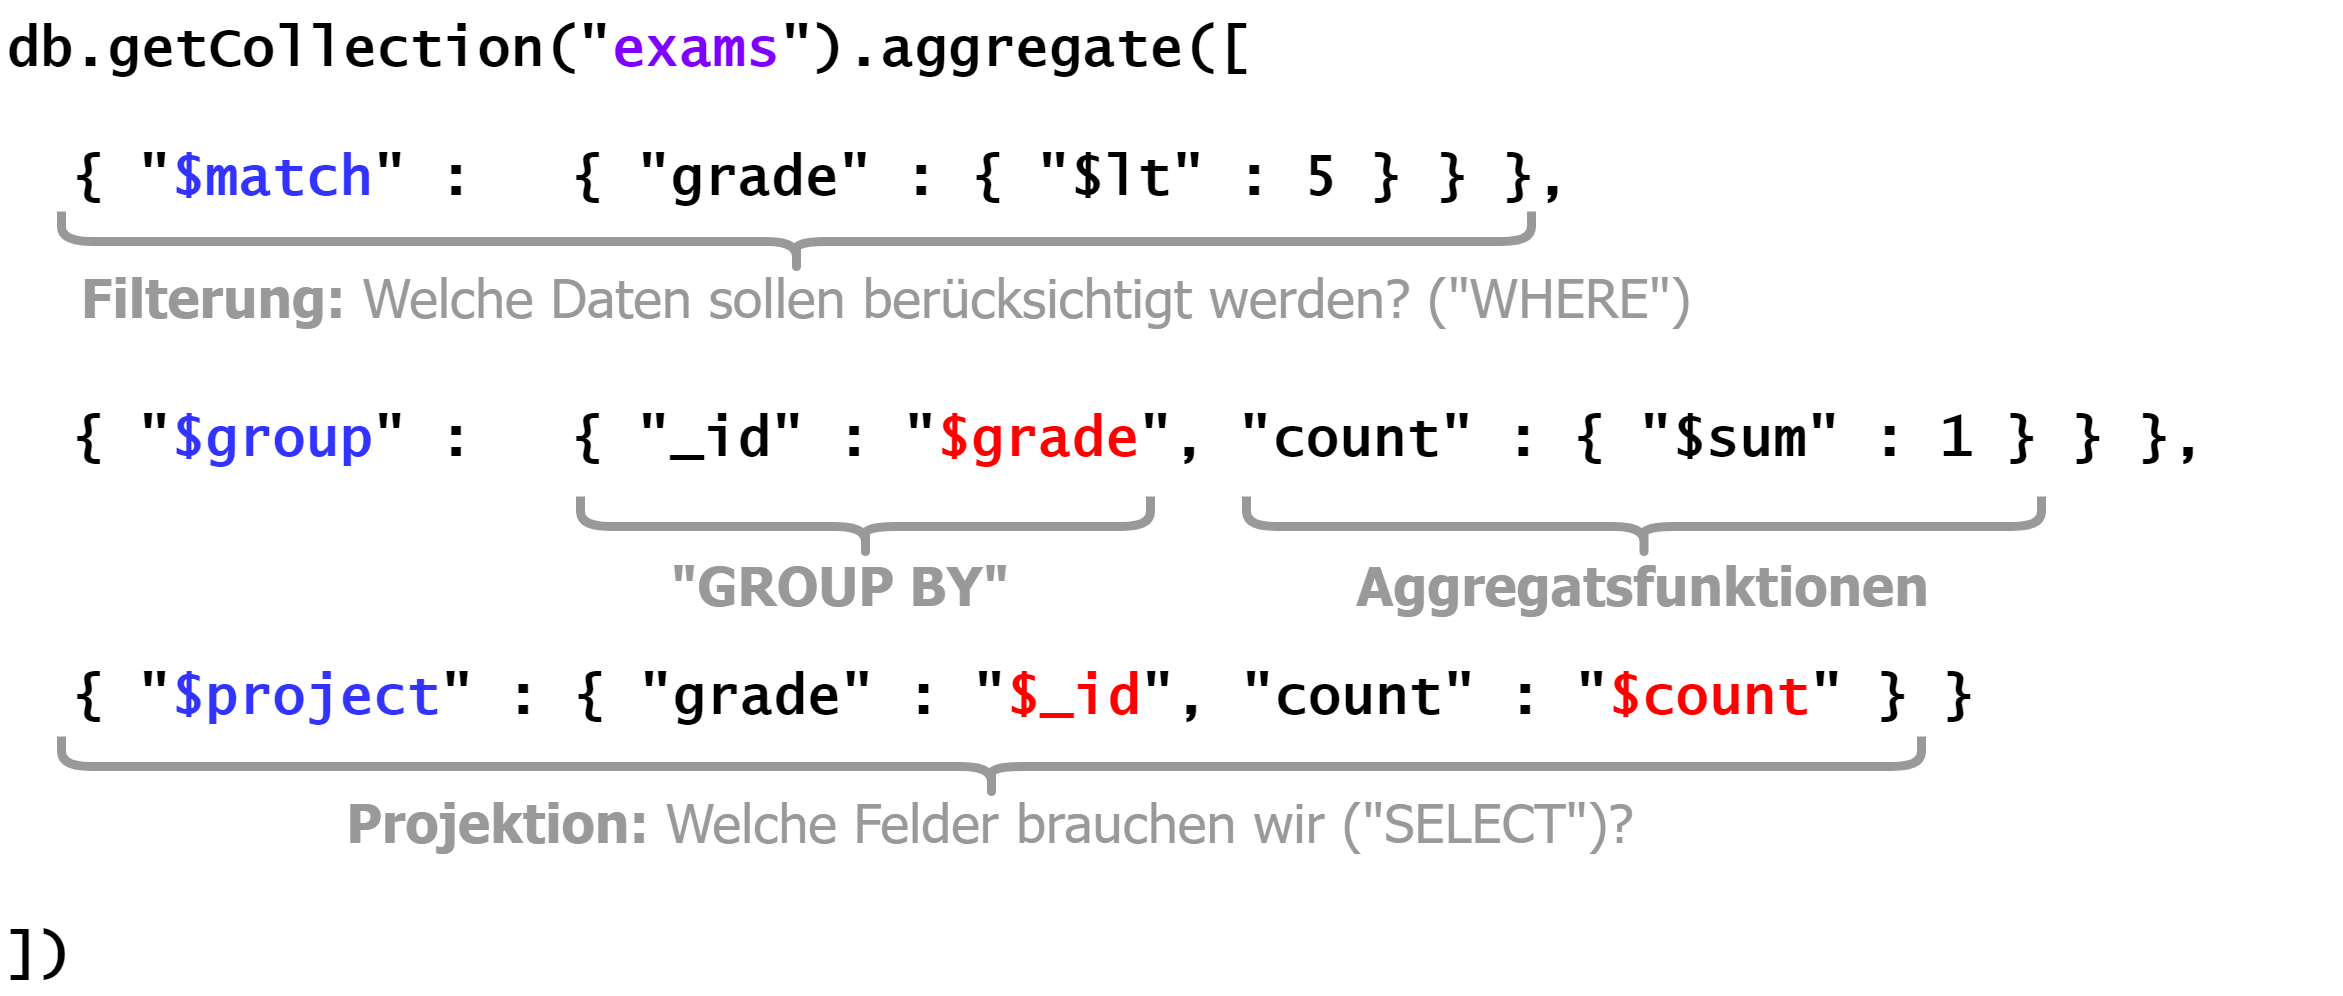 db.getCollection("exams").aggregate([
{ "$match" : { "grade" : { "$lt" : 5 } } },
Filterung: Welche Daten sollen berücksichtigt werden? ("WHERE")
{ "$group" : { "_id" : "$grade", "count" : { "$sum" : 1 } } },
"GROUP BY" Aggregatsfunktionen
{ "$project" : { "grade" : "$_id", "count" : "$count" } }
Projektion: Welche Felder brauchen wir ("SELECT")?
])